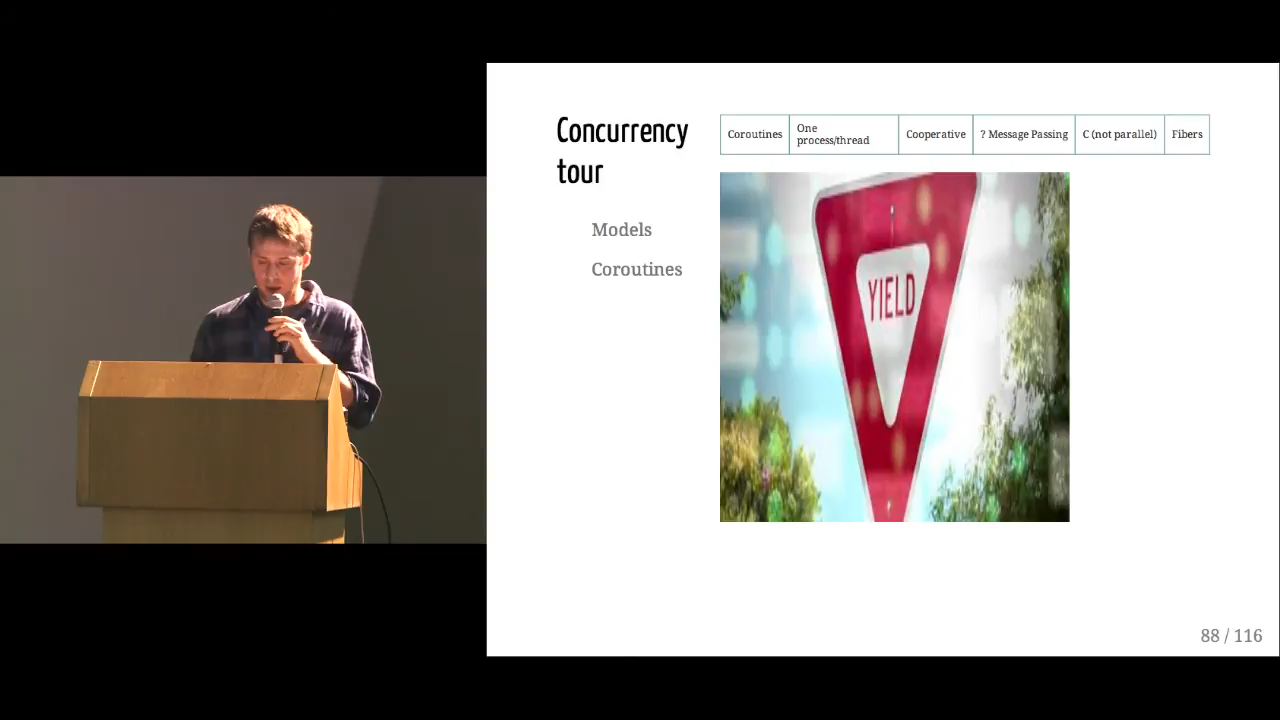 Concurrency
tour
Models
Coroutines
Coroutines
One
process/thread
Cooperative
? Message Passing
C (not parallel)
Fibers
YIELD
88 / 116